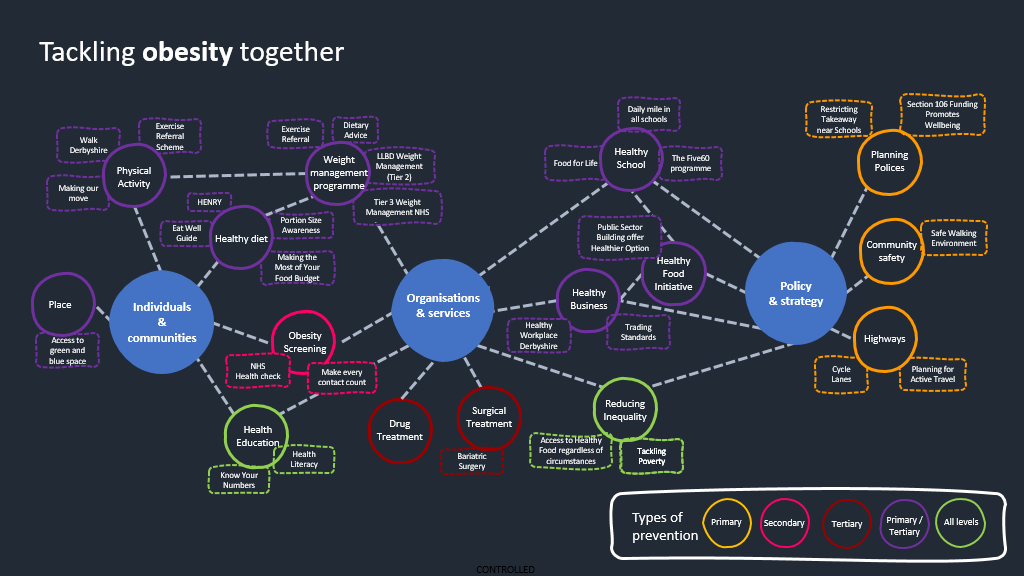 Tackling obesity together
Walk
Derbyshire
Exercise
Referral
Scheme
Physical
Activity
Making our
move
Exercise
Referral
Dietary
Advice
Weight
management
programme
LLBD Weight
Management
(Tier 2)
Tier 3 Weight
Management NHS
HENRY
Eat Well
Guide
Healthy diet
Portion Size
Awareness
Making the
Most of Your
Food Budget
Daily mile in
all schools
Food for Life
Healthy
School
The Five60
programme
Public Sector
Building offer
Healthier Option
Healthy
Food
Initiative
Healthy
Business
Healthy
Workplace
Derbyshire
Trading
Standards
Restricting
Takeaway
near Schools
Section 106 Funding
Promotes
Wellbeing
Planning
Polices
Community
safety
Safe Walking
Environment
Highways
Cycle
Lanes
Planning for
Active Travel
Policy
& strategy
Organisations
& services
Individuals
&
communities
Place
Access to
green and
blue space
Obesity
Screening
NHS
Health check
Make every
contact count
Health
Education
Health
Literacy
Know Your
Numbers
Drug
Treatment
Surgical
Treatment
Bariatric
Surgery
Reducing
Inequality
Access to Healthy
Food regardless of
circumstances
Tackling
Poverty
Types of
prevention
Primary
Secondary
Tertiary
Primary /
Tertiary
All levels
CONTROLLED